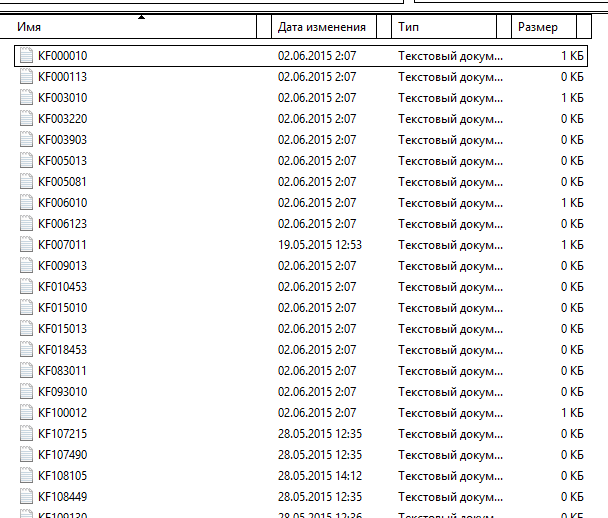 Имя Дата изменения Тип Размер
KF000010 02.06.2015 2:07 Текстовый докум... 1 КБ
KF000113 02.06.2015 2:07 Текстовый докум... 0 КБ
KF003010 02.06.2015 2:07 Текстовый докум... 1 КБ
KF003220 02.06.2015 2:07 Текстовый докум... 0 КБ
KF003903 02.06.2015 2:07 Текстовый докум... 0 КБ
KF005013 02.06.2015 2:07 Текстовый докум... 0 КБ
KF005081 02.06.2015 2:07 Текстовый докум... 0 КБ
KF006010 02.06.2015 2:07 Текстовый докум... 1 КБ
KF006123 02.06.2015 2:07 Текстовый докум... 0 КБ
KF007011 19.05.2015 12:53 Текстовый докум... 1 КБ
KF009013 02.06.2015 2:07 Текстовый докум... 0 КБ
KF010453 02.06.2015 2:07 Текстовый докум... 0 КБ
KF015010 02.06.2015 2:07 Текстовый докум... 0 КБ
KF015013 02.06.2015 2:07 Текстовый докум... 0 КБ
KF018453 02.06.2015 2:07 Текстовый докум... 0 КБ
KF083011 02.06.2015 2:07 Текстовый докум... 0 КБ
KF093010 02.06.2015 2:07 Текстовый докум... 0 КБ
KF100012 02.06.2015 2:07 Текстовый докум... 1 КБ
KF107215 28.05.2015 12:35 Текстовый докум... 0 КБ
KF107490 28.05.2015 12:35 Текстовый докум... 0 КБ
KF108105 28.05.2015 14:12 Текстовый докум... 0 КБ
KF108449 28.05.2015 12:35 Текстовый докум... 0 КБ
KF109130 28.05.2015 12:36 Текстовый докум... 0 КБ